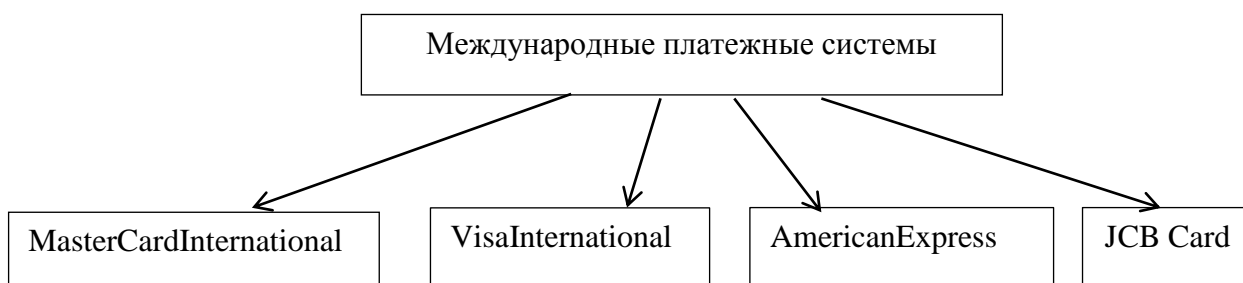 Международные платежные системы
MasterCardInternational
VisaInternational
AmericanExpress
JCB Card